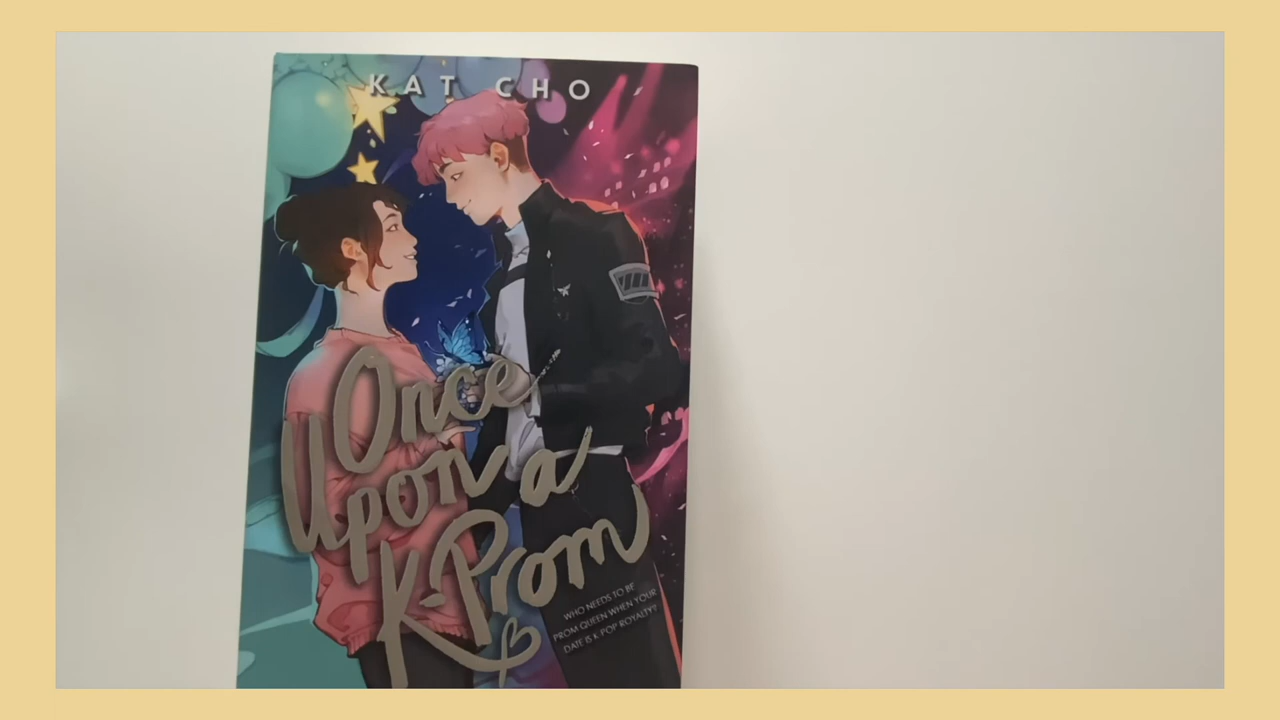 KAT CHO
Once
Upon a
K-Prom
WHO NEEDS TO BE
PROM QUEEN WHEN YOUR
DATE IS K-POP ROYALTY?